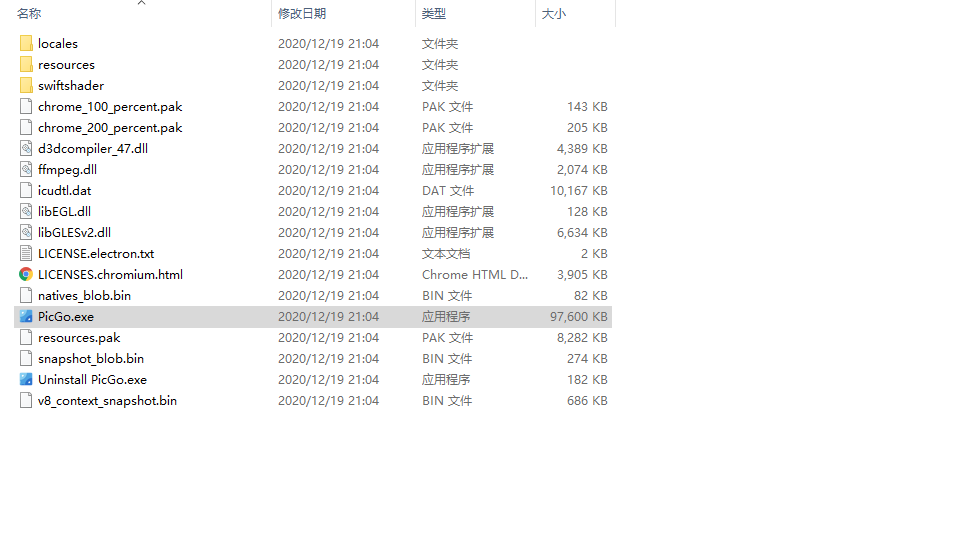 名称 修改日期 类型 大小
locales 2020/12/19 21:04 文件夹
resources 2020/12/19 21:04 文件夹
swiftshader 2020/12/19 21:04 文件夹
chrome_100_percent.pak 2020/12/19 21:04 PAK 文件 143 KB
chrome_200_percent.pak 2020/12/19 21:04 PAK 文件 205 KB
d3dcompiler_47.dll 2020/12/19 21:04 应用程序扩展 4,389 KB
ffmpeg.dll 2020/12/19 21:04 应用程序扩展 2,074 KB
icudtl.dat 2020/12/19 21:04 DAT 文件 10,167 KB
libEGL.dll 2020/12/19 21:04 应用程序扩展 128 KB
libGLESv2.dll 2020/12/19 21:04 应用程序扩展 6,634 KB
LICENSE.electron.txt 2020/12/19 21:04 文本文档 2 KB
LICENSES.chromium.html 2020/12/19 21:04 Chrome HTML D... 3,905 KB
natives_blob.bin 2020/12/19 21:04 BIN 文件 82 KB
PicGo.exe 2020/12/19 21:04 应用程序 97,600 KB
resources.pak 2020/12/19 21:04 PAK 文件 8,282 KB
snapshot_blob.bin 2020/12/19 21:04 BIN 文件 274 KB
Uninstall PicGo.exe 2020/12/19 21:04 应用程序 182 KB
v8_context_snapshot.bin 2020/12/19 21:04 BIN 文件 686 KB